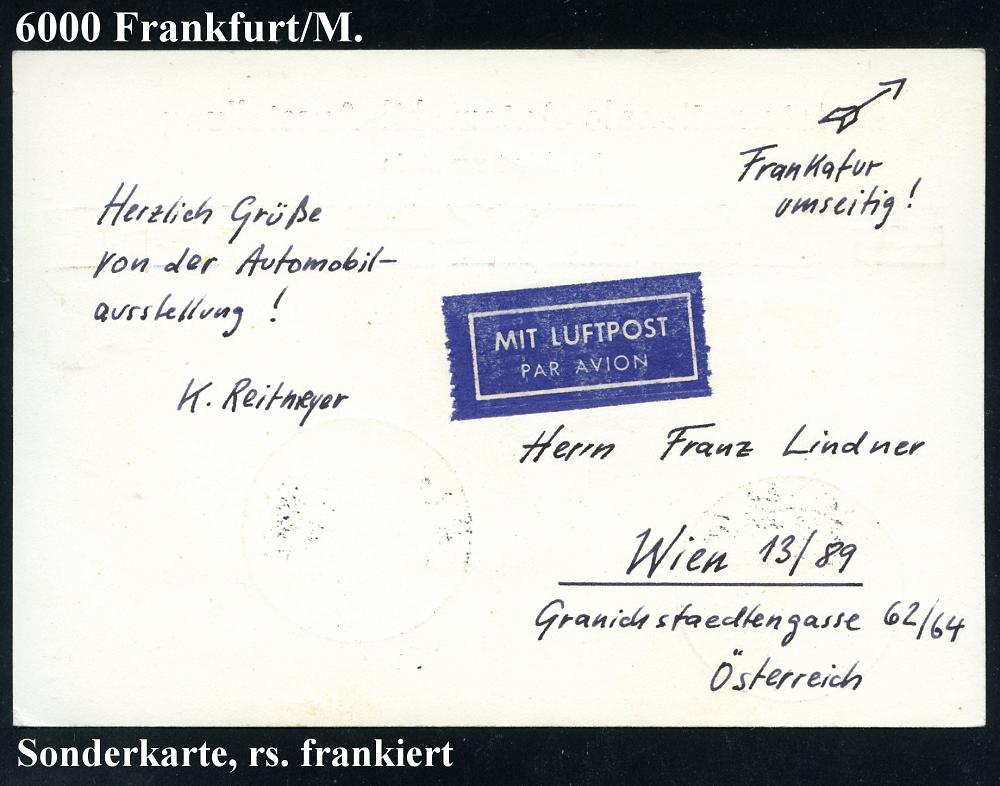 6000 Frankfurt/M.
Frankatur
umseitig!
Herzlich Grüße
von der Automobil-
ausstellung!
K. Reitmeyer
MIT LUFTPOST
PAR AVION
Herrn Franz Lindner
Wien 13/89
Granichstaedtengasse 62/64
Österreich
Sonderkarte, rs. frankiert